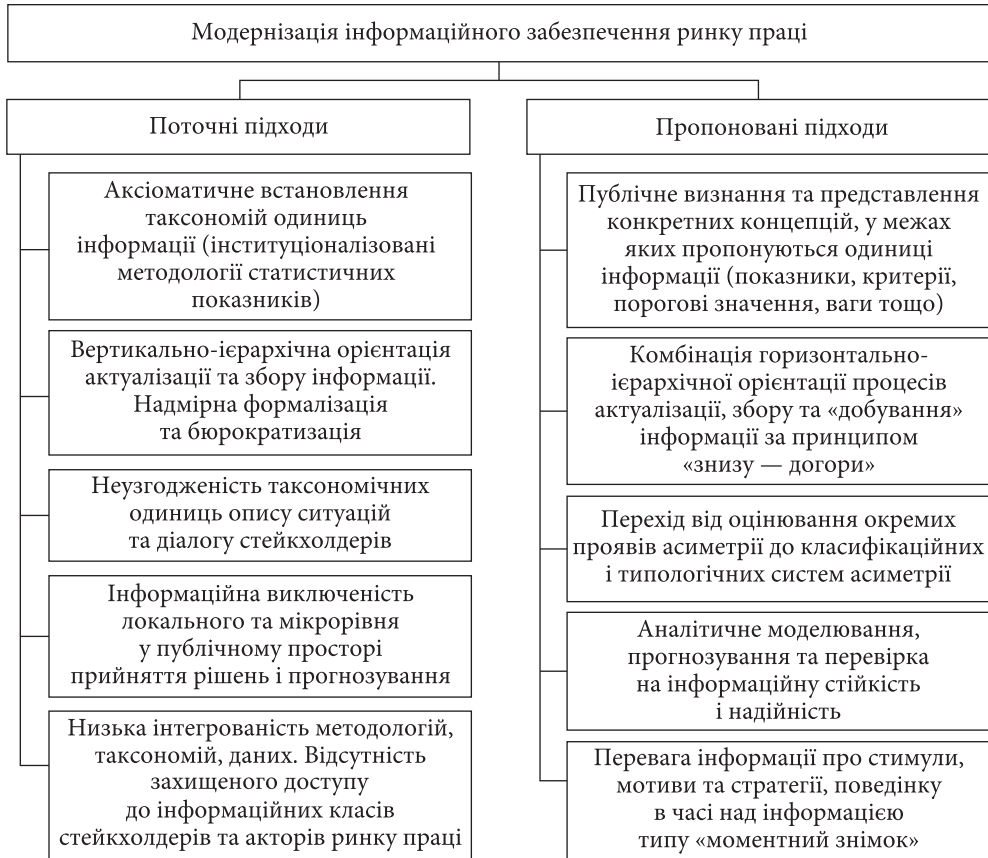 Модернізація інформаційного забезпечення ринку праці
Поточні підходи
Аксіоматичне встановлення
таксономій одиниць
інформації (інституціоналізовані
методології статистичних
показників)
Вертикально-ієрархічна орієнтація
актуалізації та збору інформації.
Надмірна формалізація
та бюрократизація
Неузгодженість таксономічних
одиниць опису ситуацій
та діалогу стейкхолдерів
Інформаційна виключеність
локального та мікрорівня
у публічному просторі
прийняття рішень і прогнозування
Низька інтегрованість методологій,
таксономій, даних. Відсутність
захищеного доступу
до інформаційних класів
стейкхолдерів та акторів ринку праці
Пропоновані підходи
Публічне визнання та представлення
конкретних концепцій, у межах
яких пропонуються одиниці
інформації (показники, критерії,
порогові значення, ваги тощо)
Комбінація горизонтально-
ієрархічної орієнтації процесів
актуалізації, збору та «добування»
інформації за принципом
«знизу — догори»
Перехід від оцінювання окремих
проявів асиметрії до класифікаційних
і типологічних систем асиметрії
Аналітичне моделювання,
прогнозування та перевірка
на інформаційну стійкість
і надійність
Перевага інформації про стимули,
мотиви та стратегії, поведінку
в часі над інформацією
типу «моментний знімок»